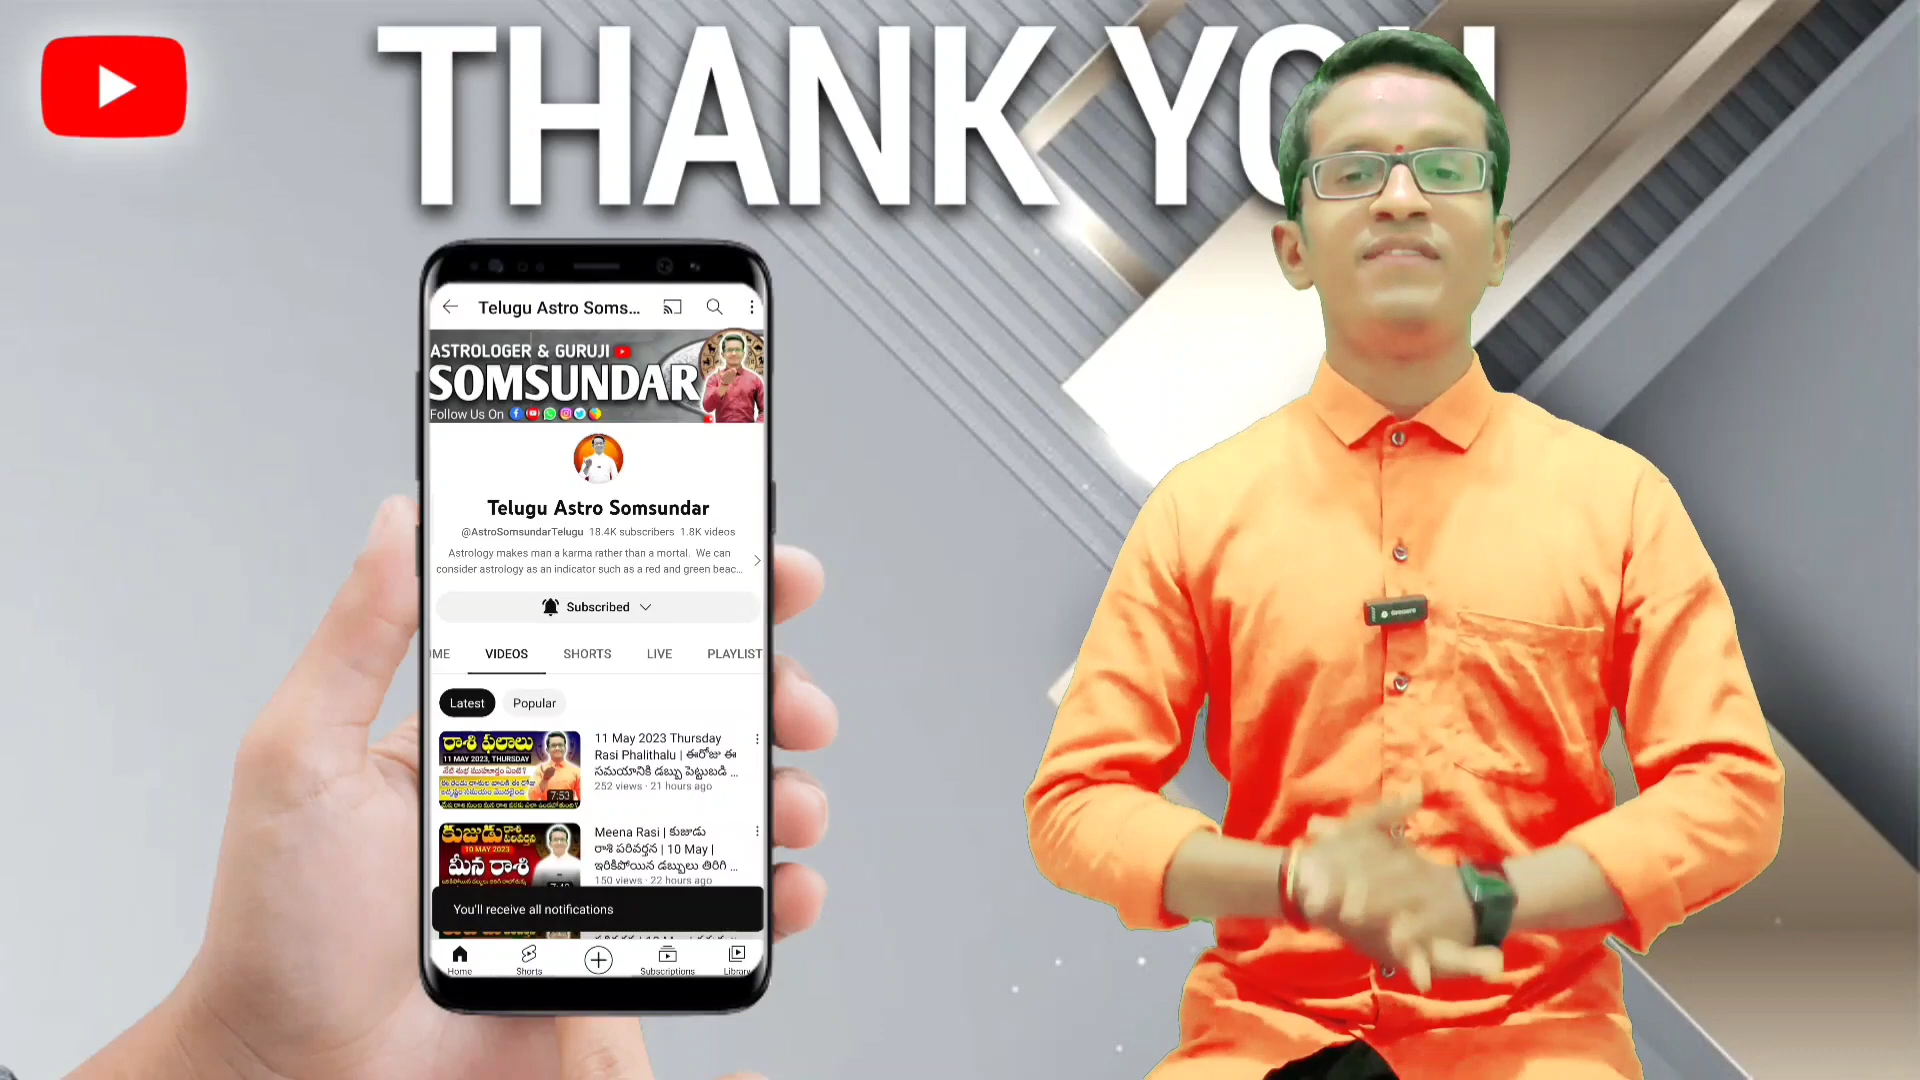 THANK YOU
Telugu Astro Soms...
ASTROLOGER & GURUJI
SOMSUNDAR
Follow Us On
Telugu Astro Somsundar
@AstroSomsundarTelugu 18.4K subscribers 1.8K videos
Astrology makes man a karma rather than a mortal. We can
consider astrology as an indicator such as a red and green beac...
Subscribed
OME VIDEOS SHORTS LIVE PLAYLIST
Latest Popular
రాశి ఫలాలు
11 MAY 2023, THURSDAY
నేటి శుభ ముహూర్తం ఏంటి?
7:53
11 May 2023 Thursday
Rasi Phalithalu | ఈరోజు ఈ
సమయానికి డబ్బు పెట్టుబడి ...
252 views · 21 hours ago
కుజుడు రాశి పరివర్తన
10 MAY 2023
మీన రాశి
Meena Rasi | కుజుడు
రాశి పరివర్తన | 10 May |
ఇరికిపోయిన డబ్బులు తిరిగి ...
150 views · 22 hours ago
You'll receive all notifications
Home Shorts Subscriptions Library